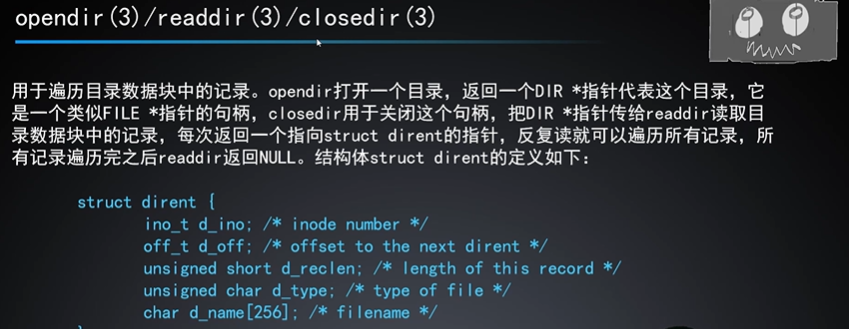 opendir(3)/readdir(3)/closedir(3)
用于遍历目录数据块中的记录。opendir打开一个目录，返回一个DIR *指针代表这个目录，它
是一个类似FILE *指针的句柄，closedir用于关闭这个句柄，把DIR *指针传给readdir读取目
录数据块中的记录，每次返回一个指向struct dirent的指针，反复读就可以遍历所有记录，所
有记录遍历完之后readdir返回NULL。结构体struct dirent的定义如下：
struct dirent {
ino_t d_ino; /* inode number */
off_t d_off; /* offset to the next dirent */
unsigned short d_reclen; /* length of this record */
unsigned char d_type; /* type of file */
char d_name[256]; /* filename */